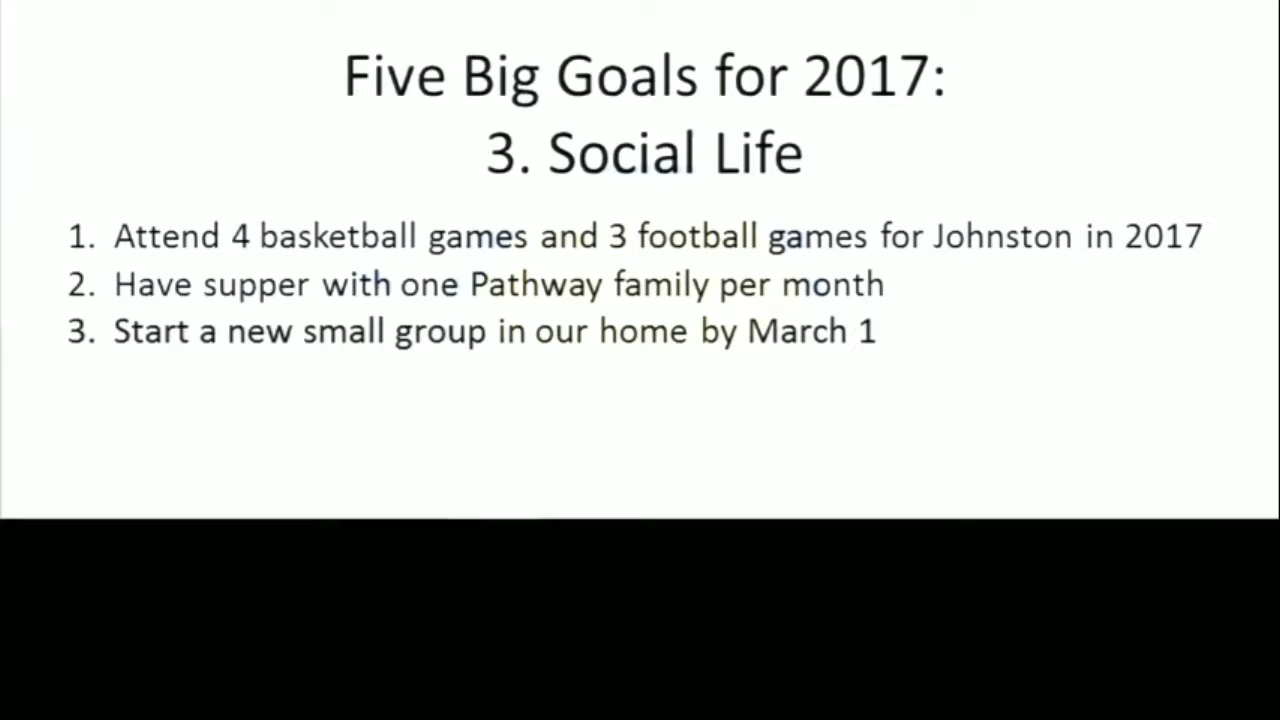 Five Big Goals for 2017:
3. Social Life
1. Attend 4 basketball games and 3 football games for Johnston in 2017
2. Have supper with one Pathway family per month
3. Start a new small group in our home by March 1